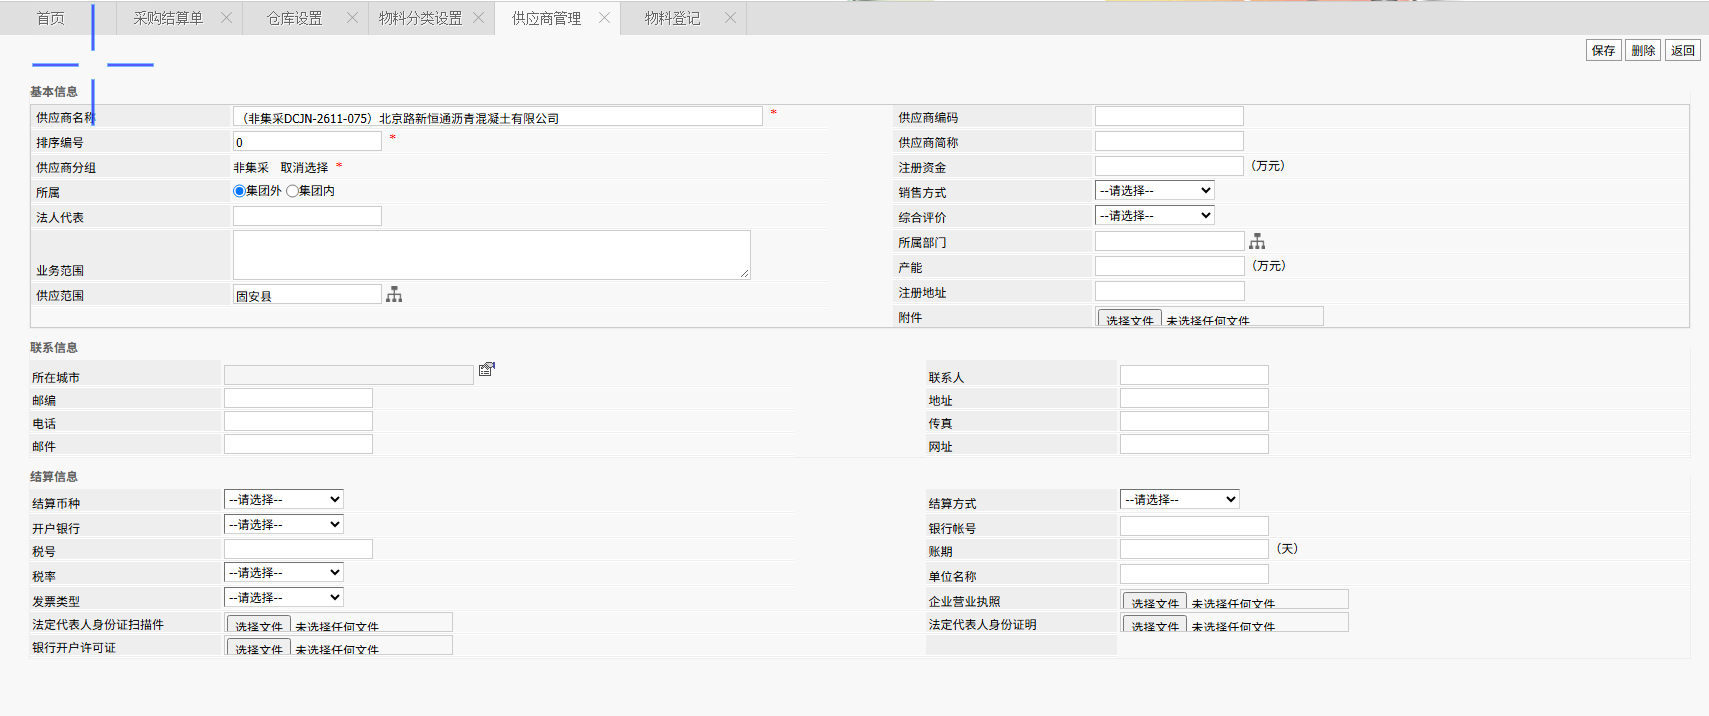 首页 采购结算单 仓库设置 物料分类设置 供应商管理 物料登记
保存 删除 返回
基本信息
供应商名称 （非集采DCJN-2611-075）北京路新恒通沥青混凝土有限公司 * 供应商编码
排序编号 0 * 供应商简称
供应商分组 非集采 取消选择 * 注册资金 （万元）
所属 集团外 集团内 销售方式 --请选择--
法人代表 综合评价 --请选择--
所属部门
业务范围 产能 （万元）
供应范围 固安县 注册地址
附件 选择文件 未选择任何文件
联系信息
所在城市 联系人
邮编 地址
电话 传真
邮件 网址
结算信息
结算币种 --请选择-- 结算方式 --请选择--
开户银行 --请选择-- 银行帐号
税号 账期 （天）
税率 --请选择-- 单位名称
发票类型 --请选择-- 企业营业执照 选择文件 未选择任何文件
法定代表人身份证扫描件 选择文件 未选择任何文件 法定代表人身份证明 选择文件 未选择任何文件
银行开户许可证 选择文件 未选择任何文件